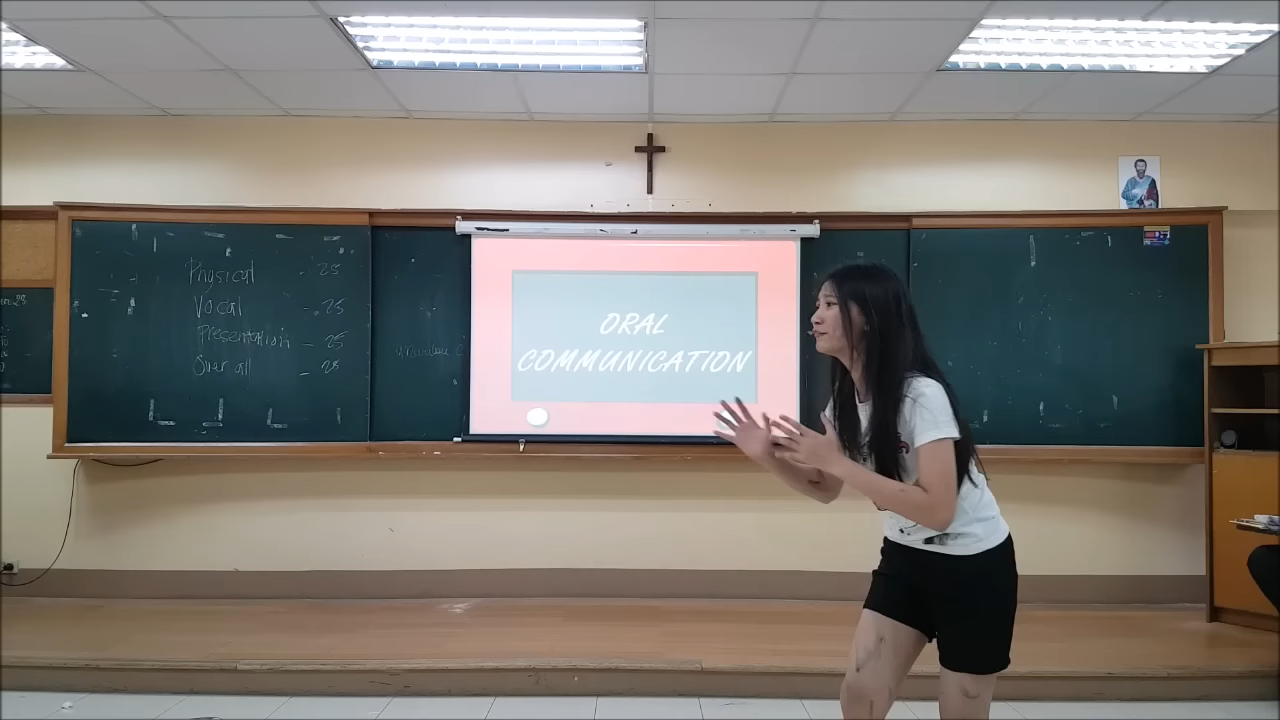 Physical - 25
Vocal - 25
Presentation - 25
Over all - 25
ORAL
COMMUNICATION